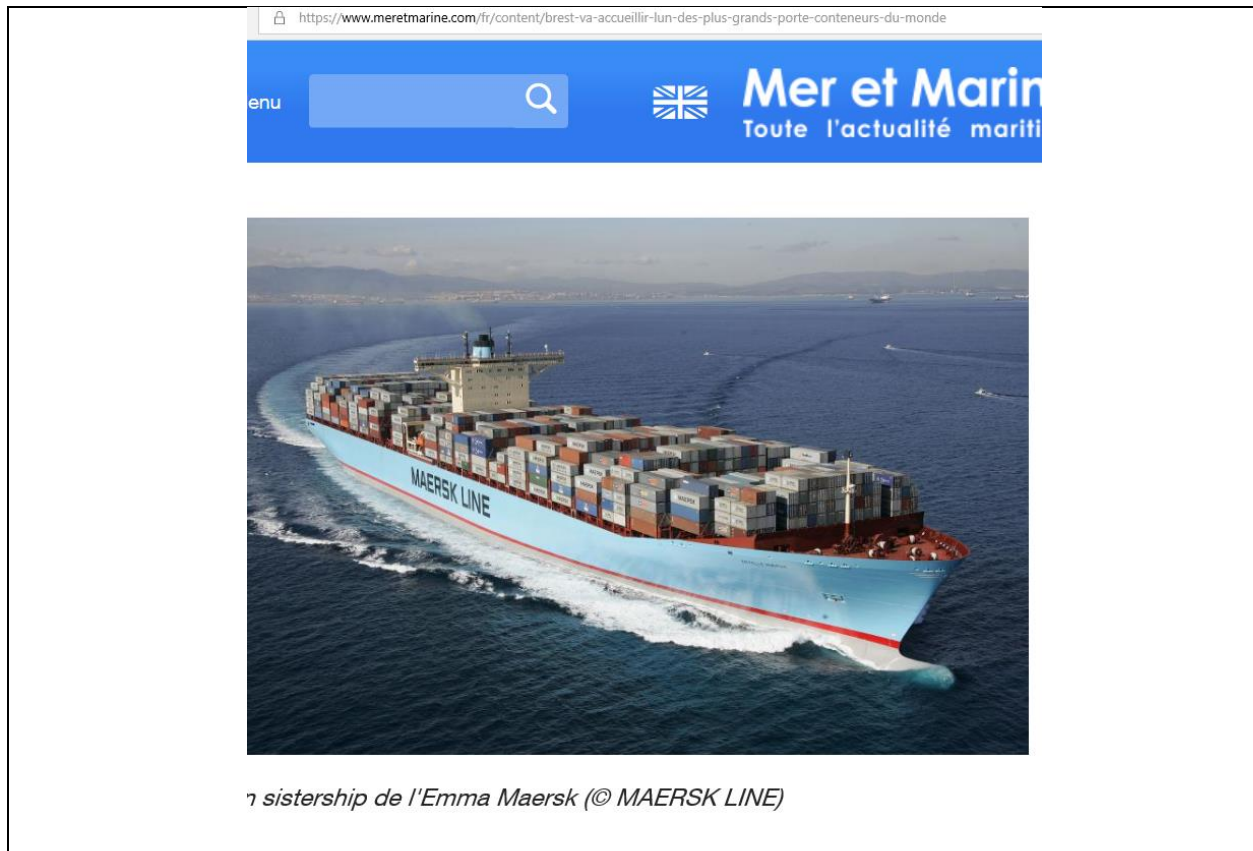 https://www.meretmarine.com/fr/content/brest-va-accueillir-lun-des-plus-grands-porte-conteneurs-du-monde
enu
Mer et Marin
Toute l'actualité mariti
MAERSK LINE
MAERSK
n sistership de l'Emma Maersk (© MAERSK LINE)